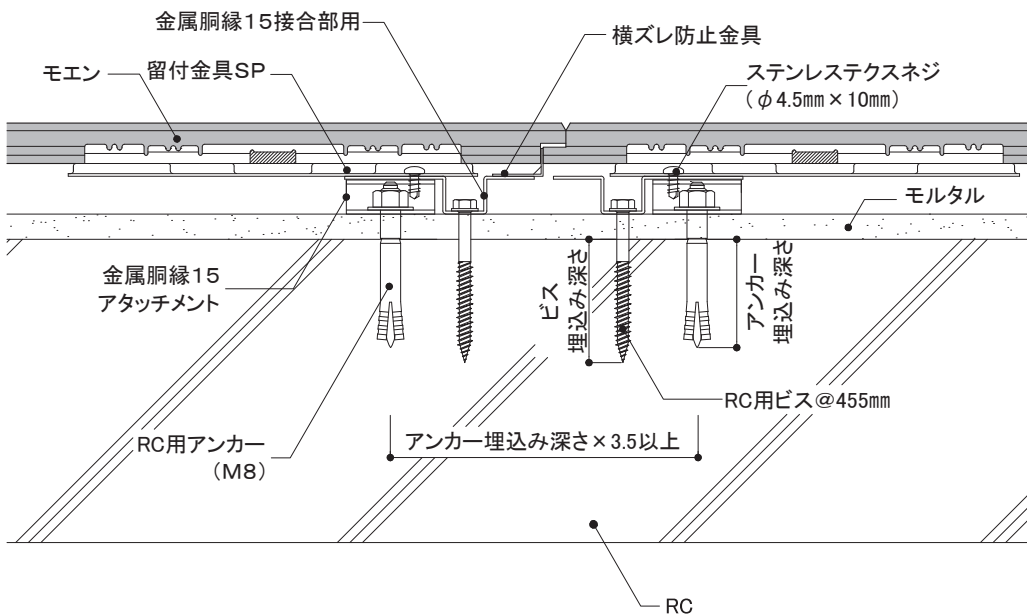 金属胴縁15接合部用
横ズレ防止金具
モエン
留付金具SP
ステンレステクスネジ
(φ4.5mm×10mm)
モルタル
金属胴縁15
アタッチメント
ビス
埋込み深さ
アンカー
埋込み深さ
RC用ビス@455mm
RC用アンカー
(M8)
アンカー埋込み深さ×3.5以上
RC